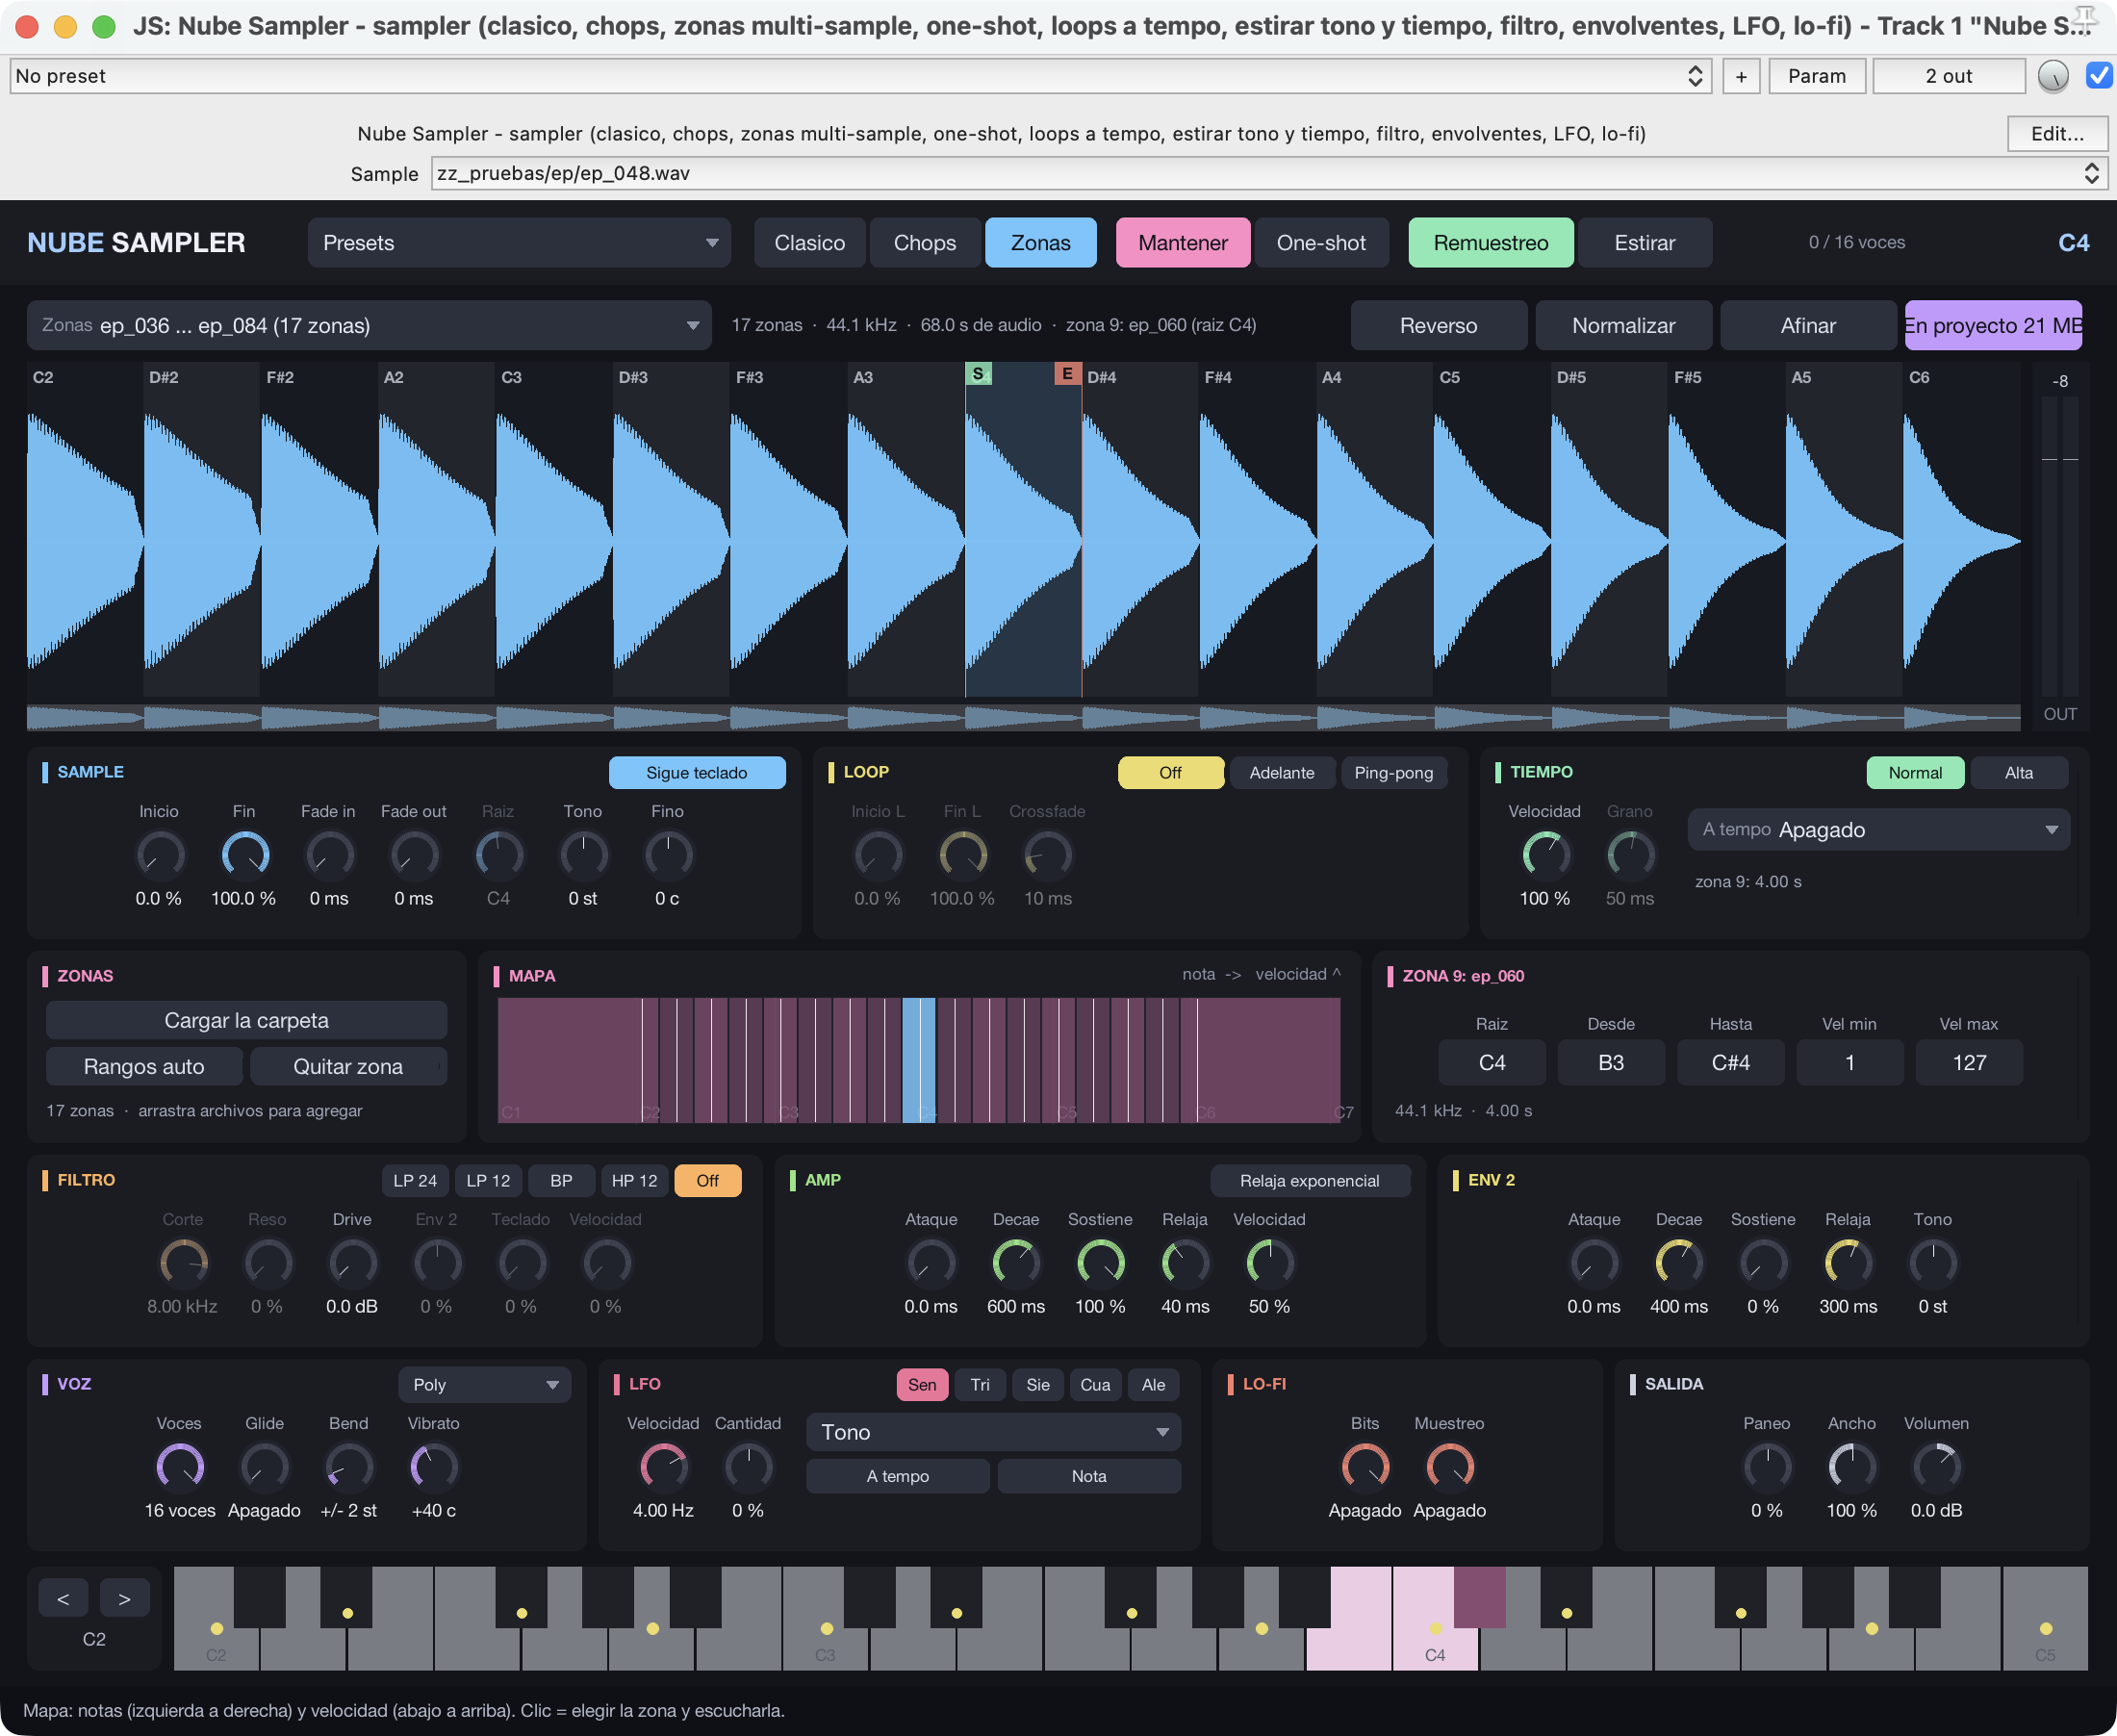 JS: Nube Sampler - sampler (clasico, chops, zonas multi-sample, one-shot, loops a tempo, estirar tono y tiempo, filtro, envolventes, LFO, lo-fi) - Track 1 "Nube S...
No preset
+ Param 2 out
Nube Sampler - sampler (clasico, chops, zonas multi-sample, one-shot, loops a tempo, estirar tono y tiempo, filtro, envolventes, LFO, lo-fi) Edit...
Sample zz_pruebas/ep/ep_048.wav
NUBE SAMPLER Presets Clasico Chops Zonas Mantener One-shot Remuestreo Estirar 0 / 16 voces C4
Zonas ep_036 ... ep_084 (17 zonas) 17 zonas · 44.1 kHz · 68.0 s de audio · zona 9: ep_060 (raiz C4) Reverso Normalizar Afinar En proyecto 21 MB
C2 D#2 F#2 A2 C3 D#3 F#3 A3 S E D#4 F#4 A4 C5 D#5 F#5 A5 C6 -8
OUT
SAMPLE Sigue teclado
Inicio Fin Fade in Fade out Raiz Tono Fino
0.0 % 100.0 % 0 ms 0 ms C4 0 st 0 c
LOOP Off Adelante Ping-pong
Inicio L Fin L Crossfade
0.0 % 100.0 % 10 ms
TIEMPO Normal Alta
Velocidad Grano
A tempo Apagado
zona 9: 4.00 s
100 % 50 ms
ZONAS
Cargar la carpeta
Rangos auto Quitar zona
17 zonas · arrastra archivos para agregar
MAPA nota -> velocidad ^
C1 C2 C3 C4 C5 C6 C7
ZONA 9: ep_060
Raiz Desde Hasta Vel min Vel max
C4 B3 C#4 1 127
44.1 kHz · 4.00 s
FILTRO LP 24 LP 12 BP HP 12 Off
Corte Reso Drive Env 2 Teclado Velocidad
8.00 kHz 0 % 0.0 dB 0 % 0 % 0 %
AMP Relaja exponencial
Ataque Decae Sostiene Relaja Velocidad
0.0 ms 600 ms 100 % 40 ms 50 %
ENV 2
Ataque Decae Sostiene Relaja Tono
0.0 ms 400 ms 0 % 300 ms 0 st
VOZ Poly
Voces Glide Bend Vibrato
16 voces Apagado +/- 2 st +40 c
LFO Sen Tri Sie Cua Ale
Velocidad Cantidad
Tono
A tempo Nota
4.00 Hz 0 %
LO-FI
Bits Muestreo
Apagado Apagado
SALIDA
Paneo Ancho Volumen
0 % 100 % 0.0 dB
< >
C2
C2 C3 C4 C5
Mapa: notas (izquierda a derecha) y velocidad (abajo a arriba). Clic = elegir la zona y escucharla.